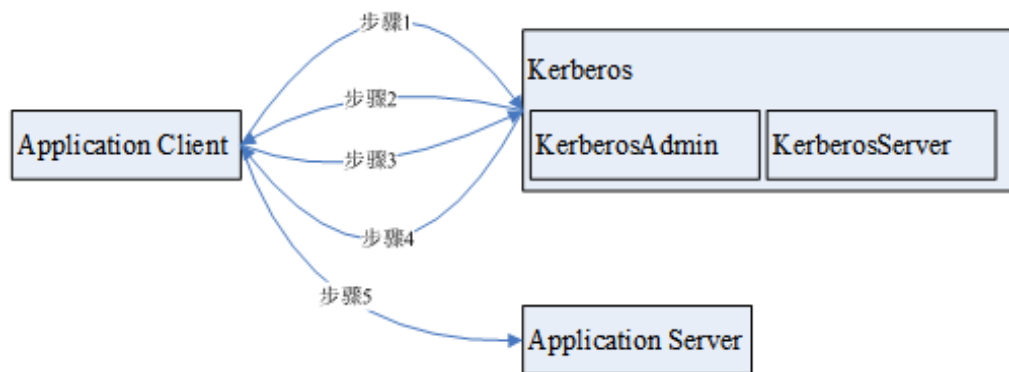 步骤1
Kerberos
步骤2
Application Client
KerberosAdmin
KerberosServer
步骤3
步骤4
步骤5
Application Server